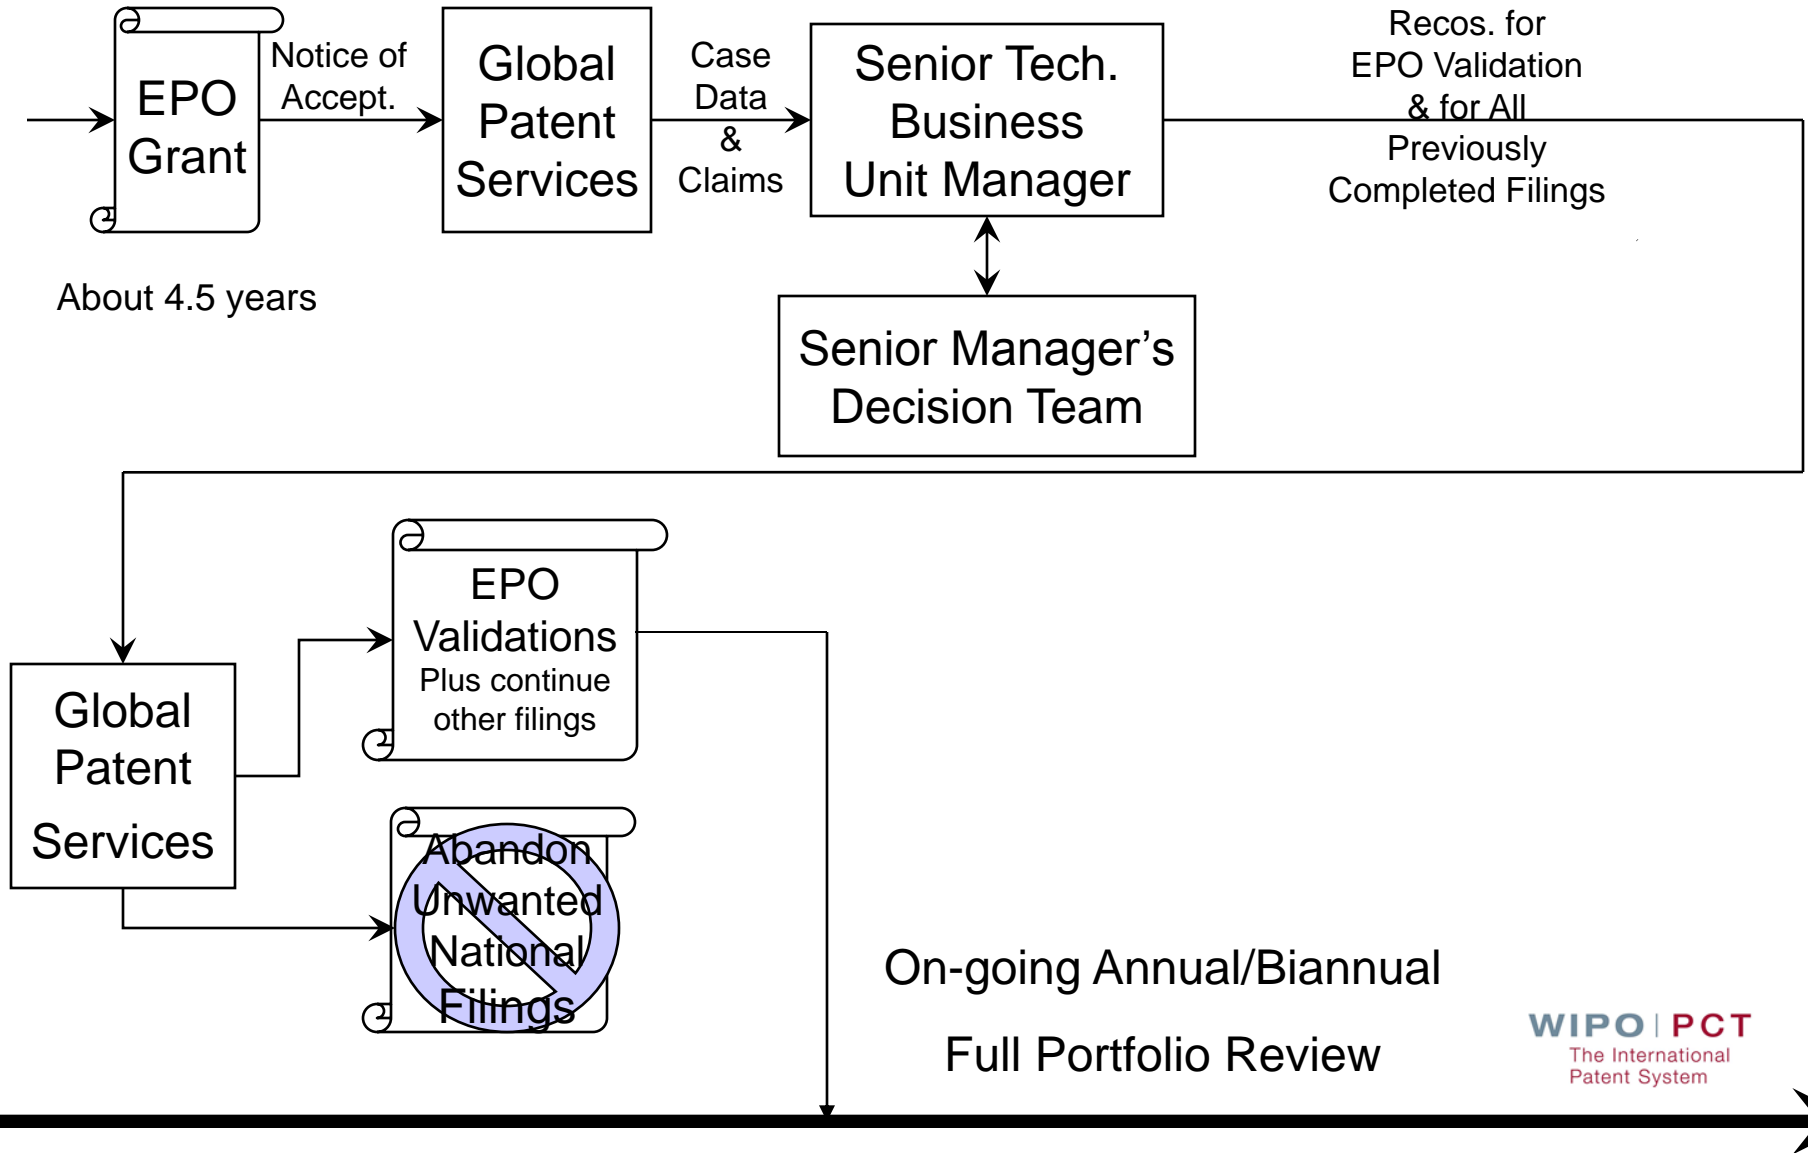 EPO
Grant
Notice of
Accept.
Global
Patent
Services
Case
Data
&
Claims
Senior Tech.
Business
Unit Manager
Recos. for
EPO Validation
& for All
Previously
Completed Filings
About 4.5 years
Senior Manager’s
Decision Team
Global
Patent
Services
EPO
Validations
Plus continue
other filings
Abandon
Unwanted
National
Filings
On-going Annual/Biannual
Full Portfolio Review
WIPO | PCT
The International
Patent System